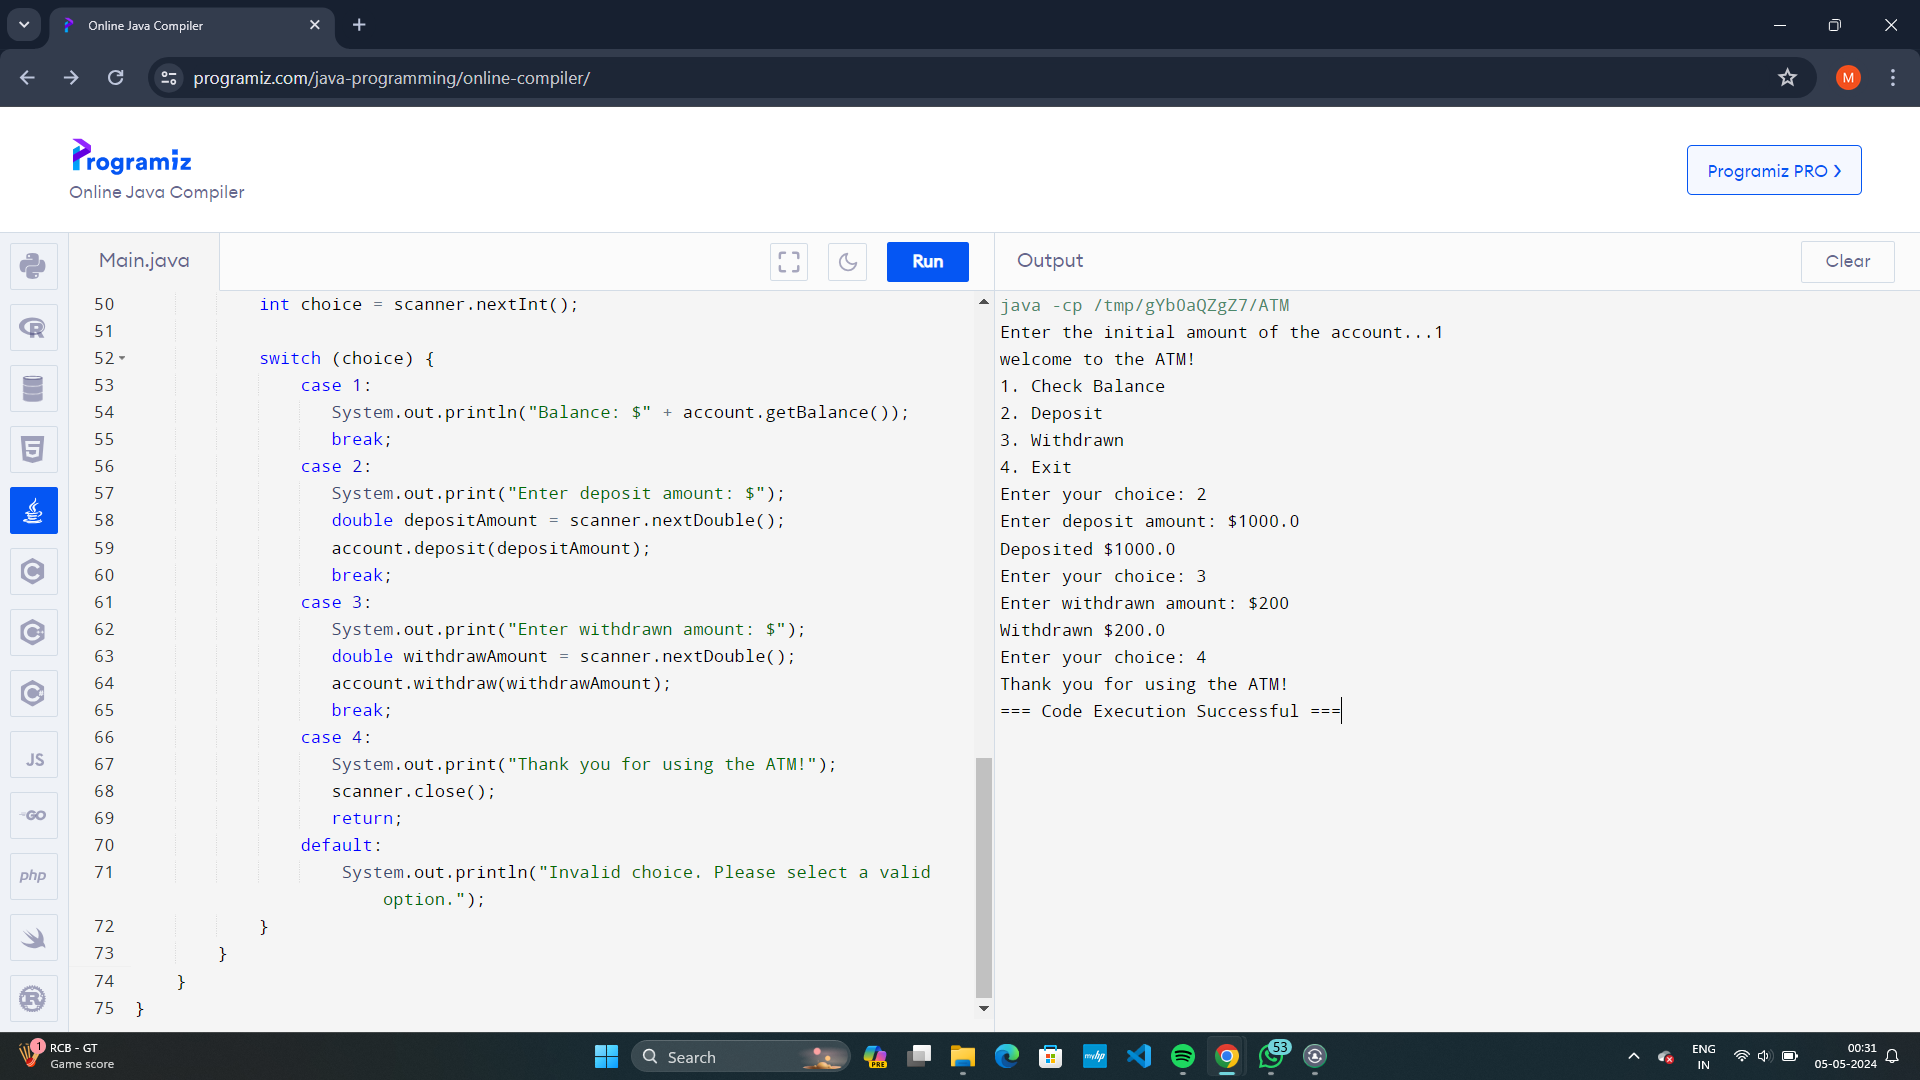 Online Java Compiler
programiz.com/java-programming/online-compiler/
M
Programiz
Online Java Compiler
Programiz PRO
Main.java
Run
Output
Clear
50 int choice = scanner.nextInt();
51
52 switch (choice) {
53 case 1:
54 System.out.println("Balance: $" + account.getBalance());
55 break;
56 case 2:
57 System.out.print("Enter deposit amount: $");
58 double depositAmount = scanner.nextDouble();
59 account.deposit(depositAmount);
60 break;
61 case 3:
62 System.out.print("Enter withdrawn amount: $");
63 double withdrawAmount = scanner.nextDouble();
64 account.withdraw(withdrawAmount);
65 break;
66 case 4:
67 System.out.print("Thank you for using the ATM!");
68 scanner.close();
69 return;
70 default:
71 System.out.println("Invalid choice. Please select a valid
option.");
72 }
73 }
74 }
75 }
java -cp /tmp/gYb0aQZgZ7/ATM
Enter the initial amount of the account...1
welcome to the ATM!
1. Check Balance
2. Deposit
3. Withdrawn
4. Exit
Enter your choice: 2
Enter deposit amount: $1000.0
Deposited $1000.0
Enter your choice: 3
Enter withdrawn amount: $200
Withdrawn $200.0
Enter your choice: 4
Thank you for using the ATM!
=== Code Execution Successful ===
JS
GO
php
1
RCB - GT
Game score
Search
PRE
myhp
53
ENG
IN
00:31
05-05-2024